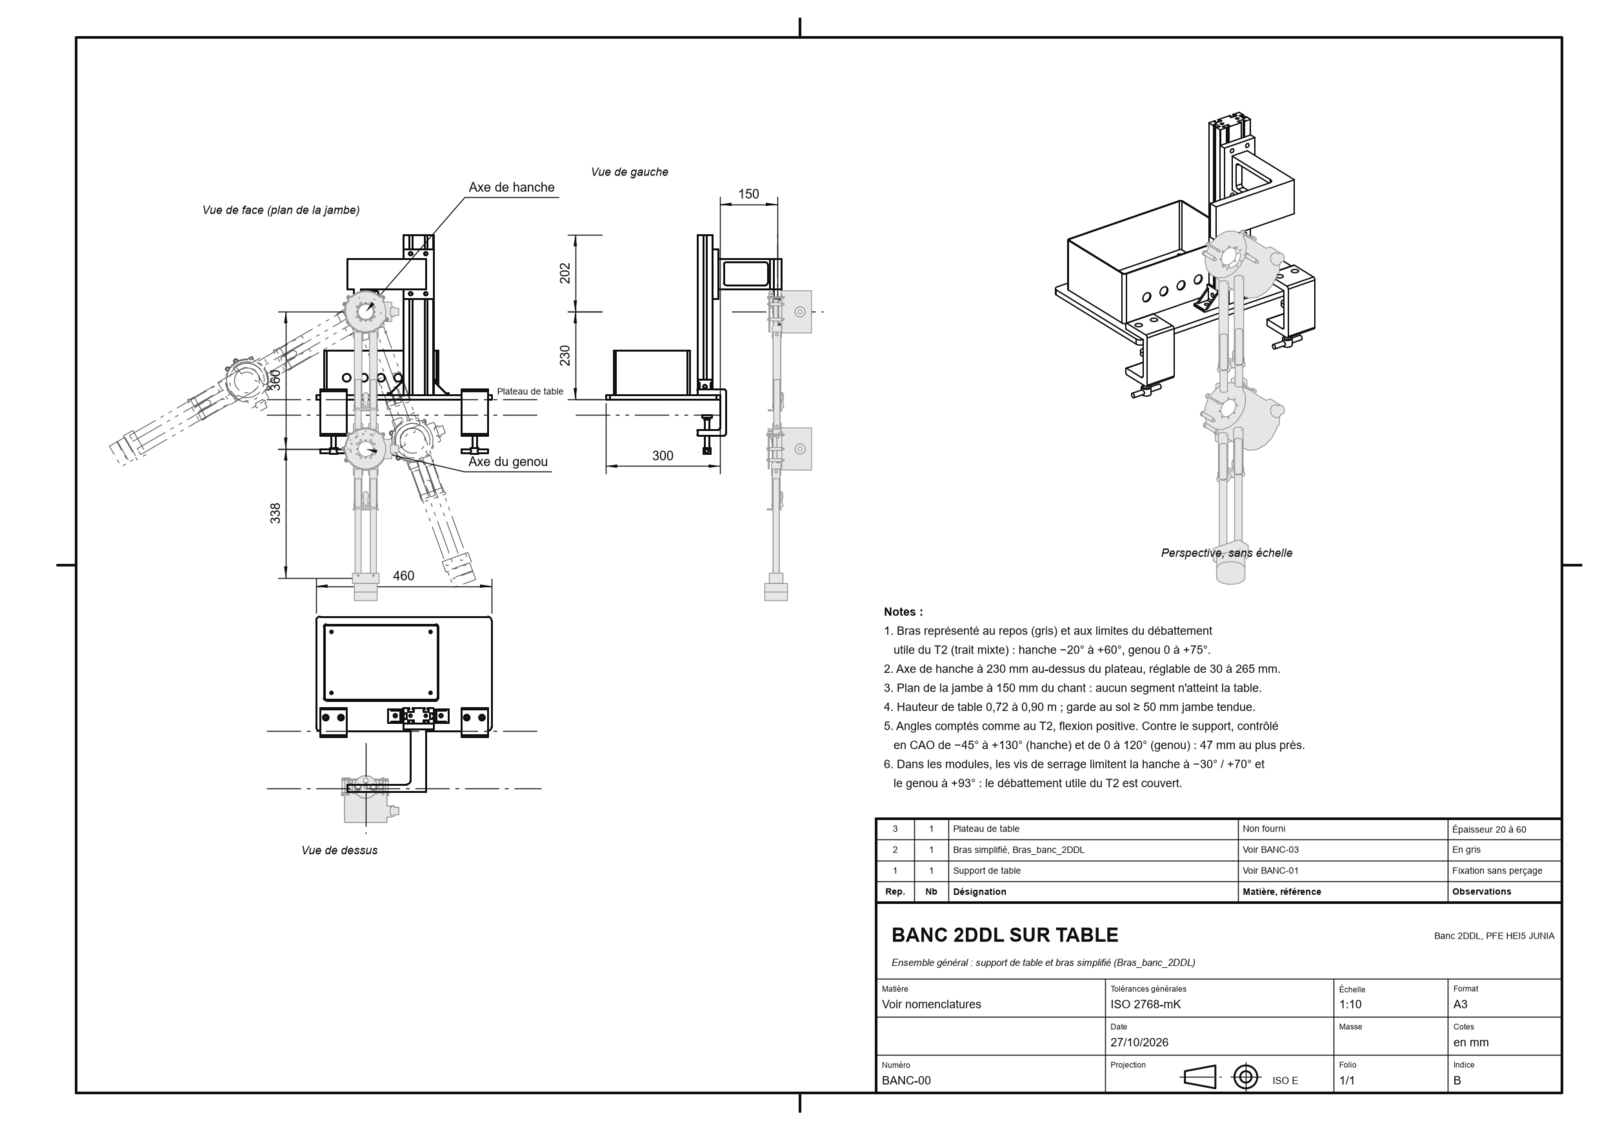 Vue de gauche
Axe de hanche
150
Vue de face (plan de la jambe)
202
230
360
Plateau de table
300
Axe du genou
338
460
Perspective, sans échelle
Vue de dessus
Notes :
1. Bras représenté au repos (gris) et aux limites du débattement
utile du T2 (trait mixte) : hanche −20° à +60°, genou 0 à +75°.
2. Axe de hanche à 230 mm au-dessus du plateau, réglable de 30 à 265 mm.
3. Plan de la jambe à 150 mm du chant : aucun segment n'atteint la table.
4. Hauteur de table 0,72 à 0,90 m ; garde au sol ≥ 50 mm jambe tendue.
5. Angles comptés comme au T2, flexion positive. Contre le support, contrôlé
en CAO de −45° à +130° (hanche) et de 0 à 120° (genou) : 47 mm au plus près.
6. Dans les modules, les vis de serrage limitent la hanche à −30° / +70° et
le genou à +93° : le débattement utile du T2 est couvert.
3 1 Plateau de table Non fourni Épaisseur 20 à 60
2 1 Bras simplifié, Bras_banc_2DDL Voir BANC-03 En gris
1 1 Support de table Voir BANC-01 Fixation sans perçage
Rep. Nb Désignation Matière, référence Observations
BANC 2DDL SUR TABLE
Banc 2DDL, PFE HEI5 JUNIA
Ensemble général : support de table et bras simplifié (Bras_banc_2DDL)
Matière Tolérances générales Échelle Format
Voir nomenclatures ISO 2768-mK 1:10 A3
Date Masse Cotes
27/10/2026 en mm
Numéro Projection Folio Indice
BANC-00 ISO E 1/1 B